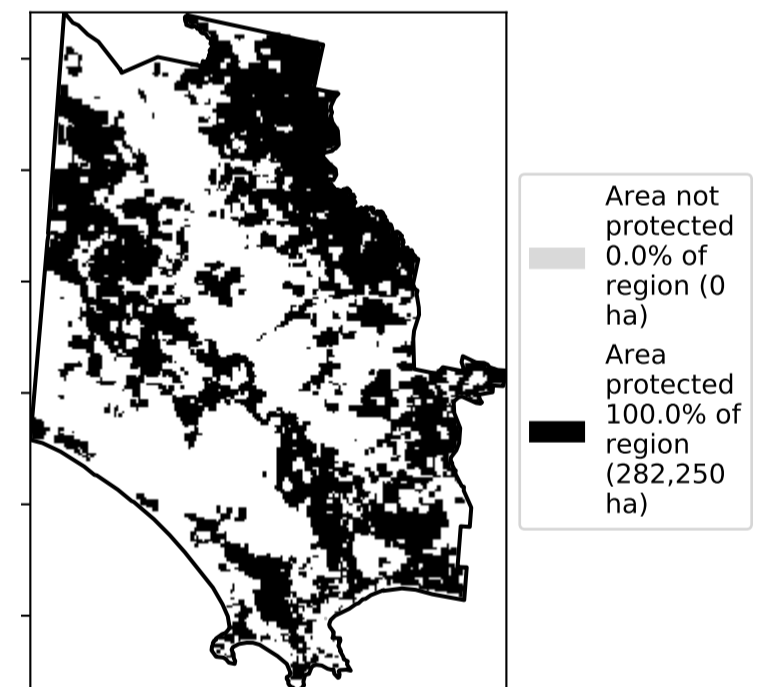 Area not
protected
0.0% of
region (0
ha)
Area
protected
100.0% of
region
(282,250
ha)